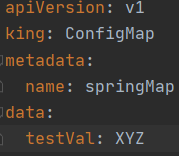 apiVersion: v1
king: ConfigMap
metadata:
  name: springMap
data:
  testVal: XYZ